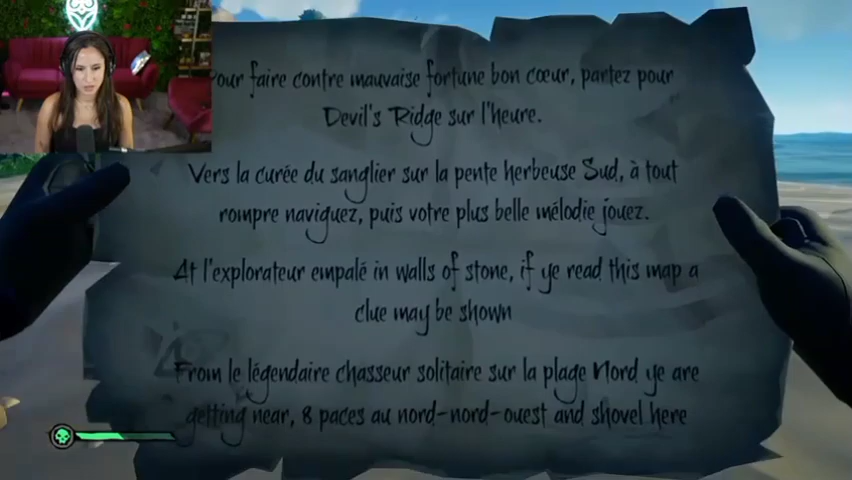 Pour faire contre mauvaise fortune bon cœur, partez pour
Devil's Ridge sur l'heure.
Vers la curée du sanglier sur la pente herbeuse Sud, à tout
rompre naviguez, puis votre plus belle mélodie jouez.
At l'explorateur empalé in walls of stone, if ye read this map a
clue may be shown
From le légendaire chasseur solitaire sur la plage Nord ye are
getting near, 8 paces au nord-nord-ouest and shovel here